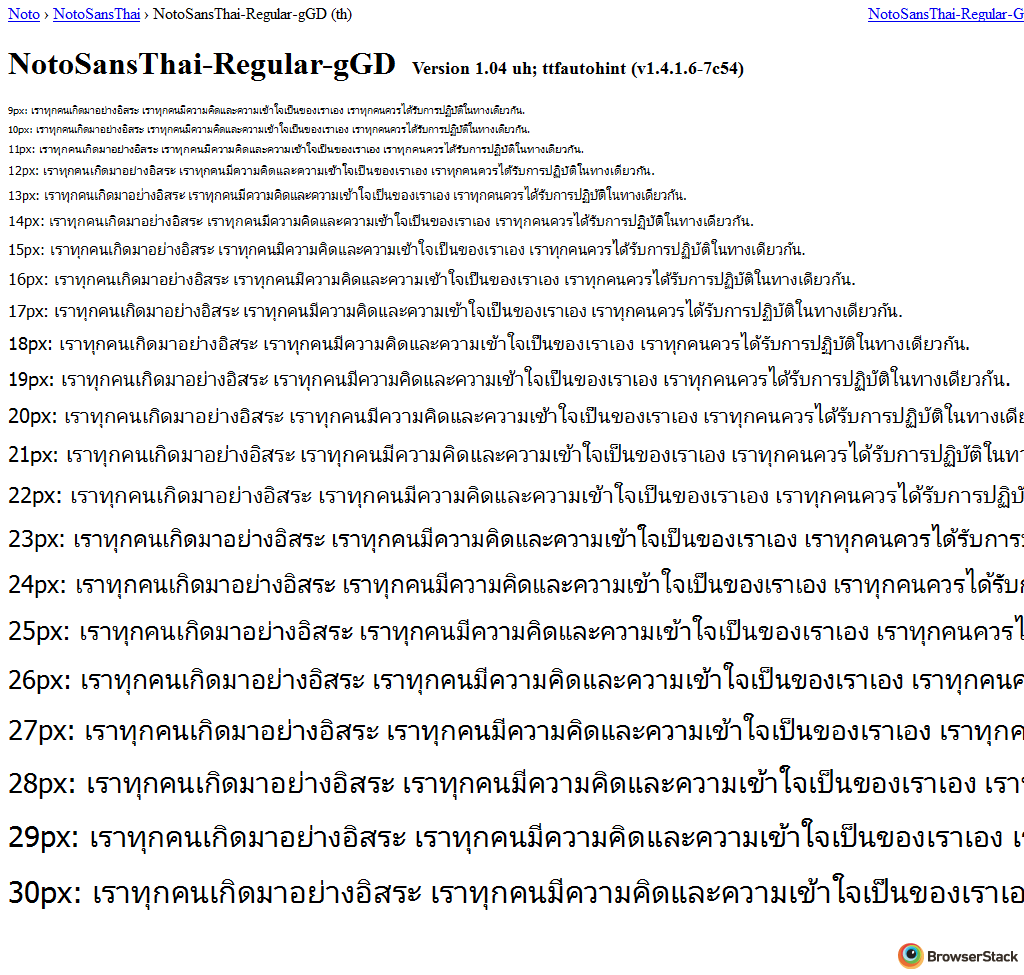 Noto › NotoSansThai › NotoSansThai-Regular-gGD (th) NotoSansThai-Regular-G
NotoSansThai-Regular-gGD Version 1.04 uh; ttfautohint (v1.4.1.6-7c54)
9px: เราทุกคนเกิดมาอย่างอิสระ เราทุกคนมีความคิดและความเข้าใจเป็นของเราเอง เราทุกคนควรได้รับการปฏิบัติในทางเดียวกัน.
10px: เราทุกคนเกิดมาอย่างอิสระ เราทุกคนมีความคิดและความเข้าใจเป็นของเราเอง เราทุกคนควรได้รับการปฏิบัติในทางเดียวกัน.
11px: เราทุกคนเกิดมาอย่างอิสระ เราทุกคนมีความคิดและความเข้าใจเป็นของเราเอง เราทุกคนควรได้รับการปฏิบัติในทางเดียวกัน.
12px: เราทุกคนเกิดมาอย่างอิสระ เราทุกคนมีความคิดและความเข้าใจเป็นของเราเอง เราทุกคนควรได้รับการปฏิบัติในทางเดียวกัน.
13px: เราทุกคนเกิดมาอย่างอิสระ เราทุกคนมีความคิดและความเข้าใจเป็นของเราเอง เราทุกคนควรได้รับการปฏิบัติในทางเดียวกัน.
14px: เราทุกคนเกิดมาอย่างอิสระ เราทุกคนมีความคิดและความเข้าใจเป็นของเราเอง เราทุกคนควรได้รับการปฏิบัติในทางเดียวกัน.
15px: เราทุกคนเกิดมาอย่างอิสระ เราทุกคนมีความคิดและความเข้าใจเป็นของเราเอง เราทุกคนควรได้รับการปฏิบัติในทางเดียวกัน.
16px: เราทุกคนเกิดมาอย่างอิสระ เราทุกคนมีความคิดและความเข้าใจเป็นของเราเอง เราทุกคนควรได้รับการปฏิบัติในทางเดียวกัน.
17px: เราทุกคนเกิดมาอย่างอิสระ เราทุกคนมีความคิดและความเข้าใจเป็นของเราเอง เราทุกคนควรได้รับการปฏิบัติในทางเดียวกัน.
18px: เราทุกคนเกิดมาอย่างอิสระ เราทุกคนมีความคิดและความเข้าใจเป็นของเราเอง เราทุกคนควรได้รับการปฏิบัติในทางเดียวกัน.
19px: เราทุกคนเกิดมาอย่างอิสระ เราทุกคนมีความคิดและความเข้าใจเป็นของเราเอง เราทุกคนควรได้รับการปฏิบัติในทางเดียวกัน.
20px: เราทุกคนเกิดมาอย่างอิสระ เราทุกคนมีความคิดและความเข้าใจเป็นของเราเอง เราทุกคนควรได้รับการปฏิบัติในทางเดีย
21px: เราทุกคนเกิดมาอย่างอิสระ เราทุกคนมีความคิดและความเข้าใจเป็นของเราเอง เราทุกคนควรได้รับการปฏิบัติในทา
22px: เราทุกคนเกิดมาอย่างอิสระ เราทุกคนมีความคิดและความเข้าใจเป็นของเราเอง เราทุกคนควรได้รับการปฏิบั
23px: เราทุกคนเกิดมาอย่างอิสระ เราทุกคนมีความคิดและความเข้าใจเป็นของเราเอง เราทุกคนควรได้รับการ
24px: เราทุกคนเกิดมาอย่างอิสระ เราทุกคนมีความคิดและความเข้าใจเป็นของเราเอง เราทุกคนควรได้รับก
25px: เราทุกคนเกิดมาอย่างอิสระ เราทุกคนมีความคิดและความเข้าใจเป็นของเราเอง เราทุกคนควรไ
26px: เราทุกคนเกิดมาอย่างอิสระ เราทุกคนมีความคิดและความเข้าใจเป็นของเราเอง เราทุกคนค
27px: เราทุกคนเกิดมาอย่างอิสระ เราทุกคนมีความคิดและความเข้าใจเป็นของเราเอง เราทุกค
28px: เราทุกคนเกิดมาอย่างอิสระ เราทุกคนมีความคิดและความเข้าใจเป็นของเราเอง เรา
29px: เราทุกคนเกิดมาอย่างอิสระ เราทุกคนมีความคิดและความเข้าใจเป็นของเราเอง เร
30px: เราทุกคนเกิดมาอย่างอิสระ เราทุกคนมีความคิดและความเข้าใจเป็นของเราเอ
BrowserStack